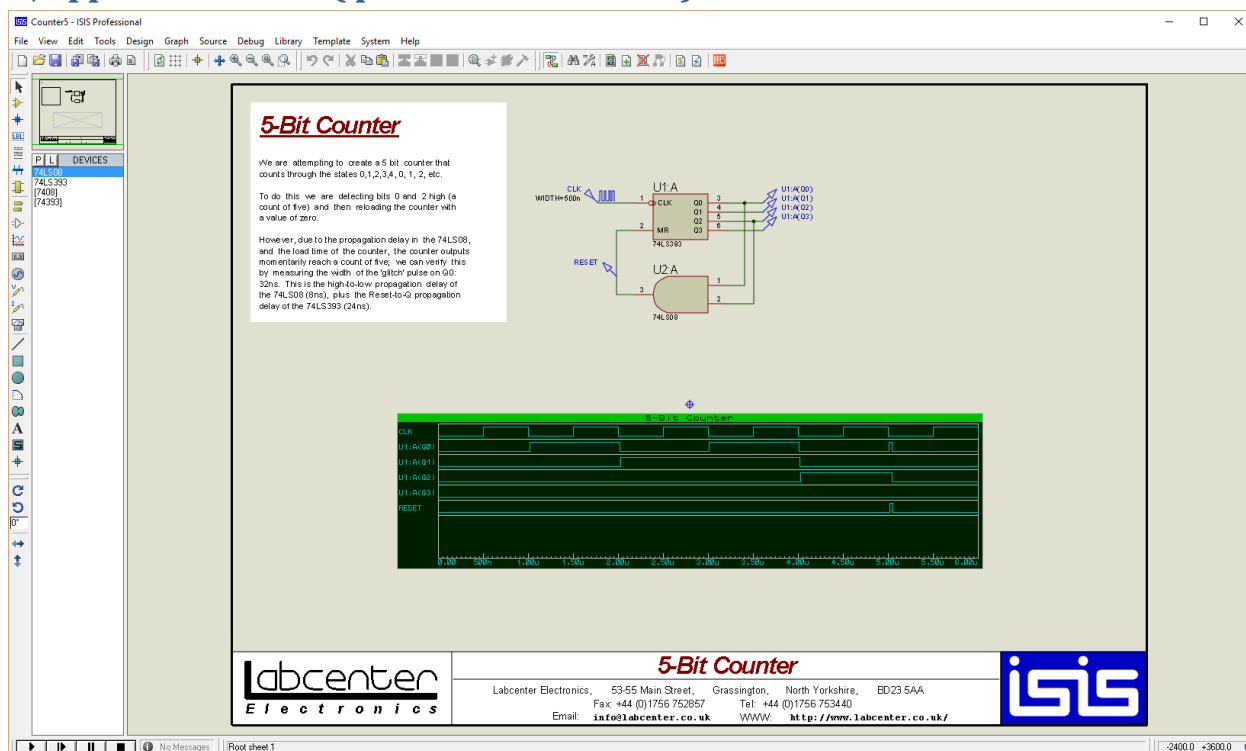 Counter5 - ISIS Professional
File View Edit Tools Design Graph Source Debug Library Template System Help
P L DEVICES
74LS08
74LS393
[7408]
[74393]
0°
5-Bit Counter
We are attempting to create a 5 bit counter that
counts through the states 0,1,2,3,4, 0, 1, 2, etc.
To do this we are detecting bits 0 and 2 high (a
count of five) and then reloading the counter with
a value of zero.
However, due to the propagation delay in the 74LS08,
and the load time of the counter, the counter outputs
momentarily reach a count of five; we can verify this
by measuring the width of the 'glitch' pulse on Q0:
32ns. This is the high-to-low propagation delay of
the 74LS08 (8ns), plus the Reset-to-Q propagation
delay of the 74LS393 (24ns).
CLK
WIDTH=500n
U1:A
1 CLK Q0 3
Q1 4
Q2 5
2 MR Q3 6
74LS393
U1:A(Q0)
U1:A(Q1)
U1:A(Q2)
U1:A(Q3)
RESET
U2:A
1
3
2
74LS08
5-Bit Counter
CLK
U1:A(Q0)
U1:A(Q1)
U1:A(Q2)
U1:A(Q3)
RESET
0.00 500n 1.00u 1.50u 2.00u 2.50u 3.00u 3.50u 4.00u 4.50u 5.00u 5.50u 6.00u
Labcenter
Electronics
5-Bit Counter
Labcenter Electronics, 53-55 Main Street, Grassington, North Yorkshire, BD23 5AA
Fax: +44 (0)1756 752857 Tel: +44 (0)1756 753440
Email: info@labcenter.co.uk WWW: http://www.labcenter.co.uk/
isis
No Messages Root sheet 1 -2400.0 +3600.0